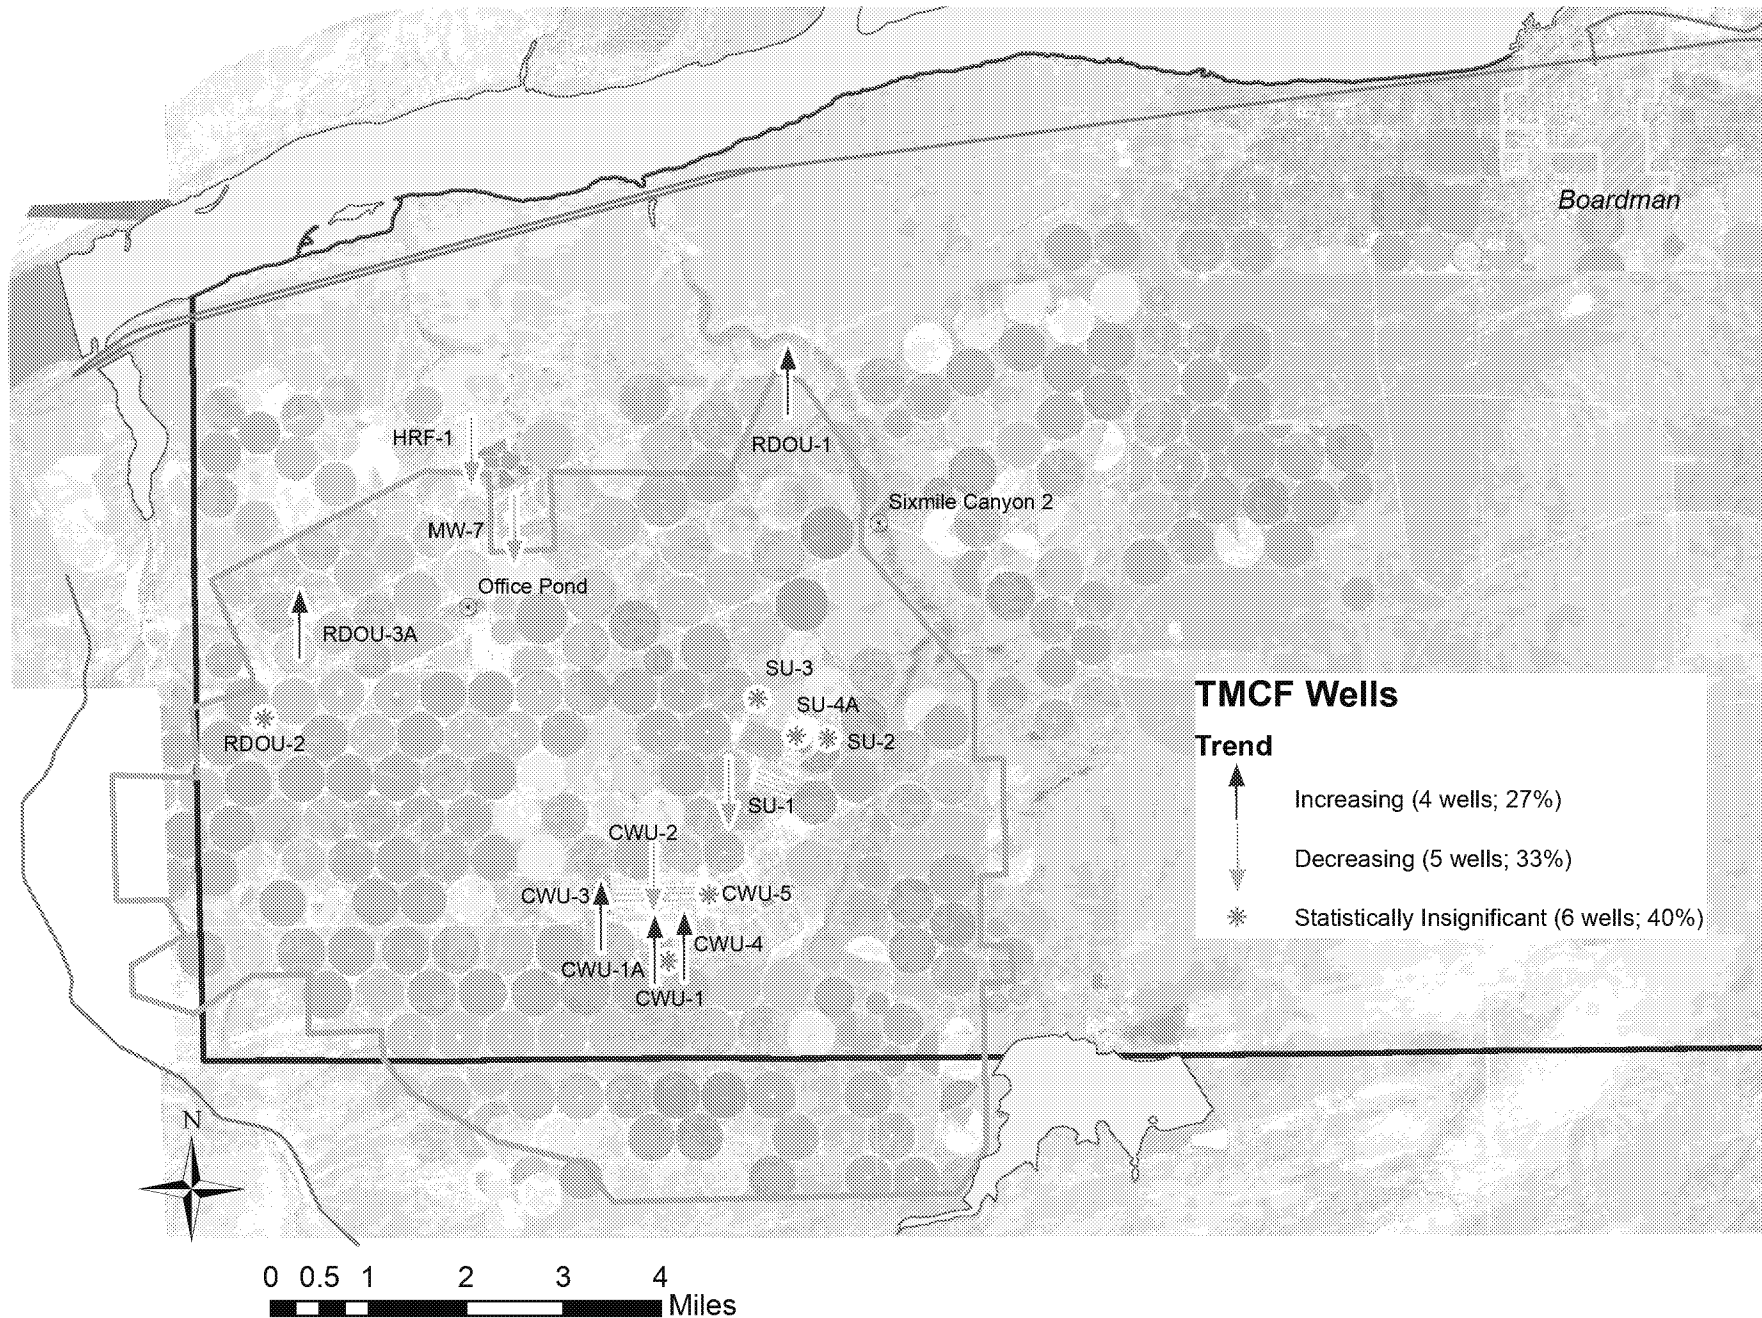 Boardman
HRF-1
RDOU-1
Sixmile Canyon 2
MW-7
Office Pond
RDOU-3A
SU-3
SU-4A
RDOU-2
SU-2
SU-1
CWU-2
CWU-3
CWU-5
CWU-4
CWU-1A
CWU-1
TMCF Wells
Trend
Increasing (4 wells; 27%)
Decreasing (5 wells; 33%)
Statistically Insignificant (6 wells; 40%)
N
0 0.5 1 2 3 4
Miles